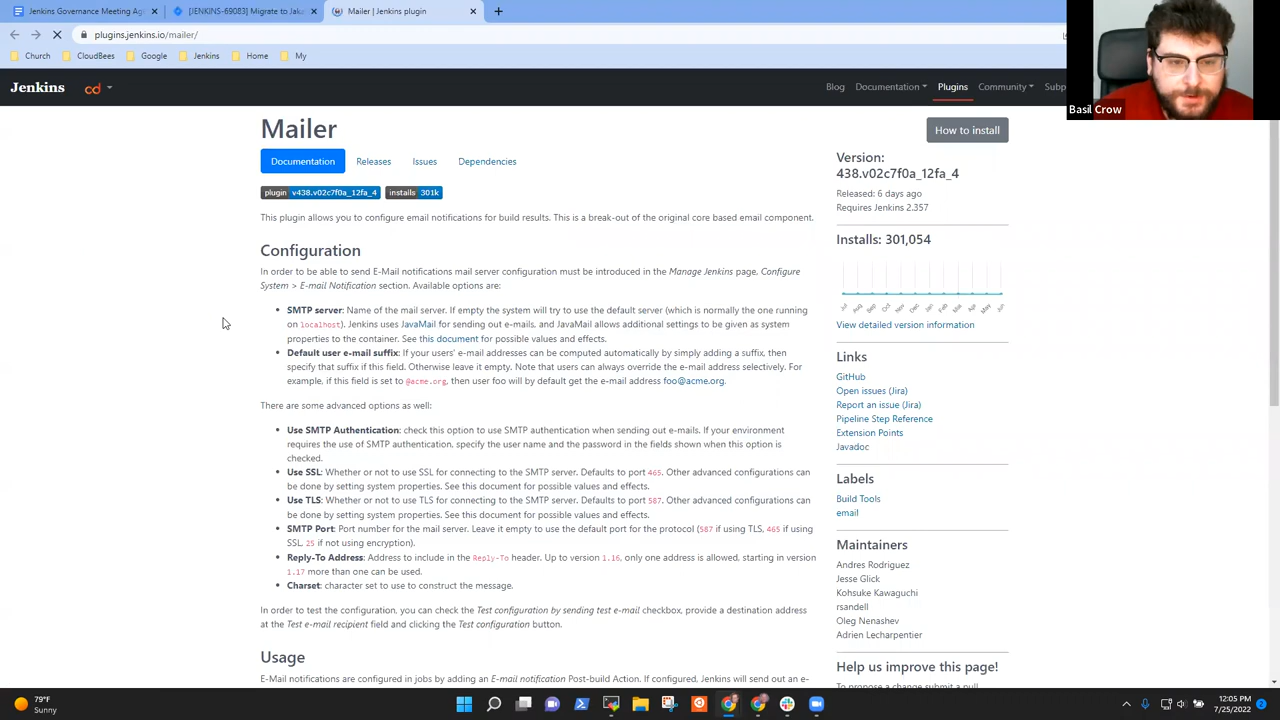 Jenkins Governance Meeting Ag
[JENKINS-69083] Migrate to Jaku
Mailer | Jenkins plugin
plugins.jenkins.io/mailer/
Church
CloudBees
Google
Jenkins
Home
My
Jenkins
cd
Blog
Documentation
Plugins
Community
Subp
Basil Crow
Mailer
How to install
Documentation
Releases
Issues
Dependencies
plugin v438.v02c7f0a_12fa_4
installs 301k
This plugin allows you to configure email notifications for build results. This is a break-out of the original core based email component.
Configuration
In order to be able to send E-Mail notifications mail server configuration must be introduced in the Manage Jenkins page, Configure
System > E-mail Notification section. Available options are:
• SMTP server: Name of the mail server. If empty the system will try to use the default server (which is normally the one running
on localhost). Jenkins uses JavaMail for sending out e-mails, and JavaMail allows additional settings to be given as system
properties to the container. See this document for possible values and effects.
• Default user e-mail suffix: If your users' e-mail addresses can be computed automatically by simply adding a suffix, then
specify that suffix if this field. Otherwise leave it empty. Note that users can always override the e-mail address selectively. For
example, if this field is set to @acme.org, then user foo will by default get the e-mail address foo@acme.org.
There are some advanced options as well:
• Use SMTP Authentication: check this option to use SMTP authentication when sending out e-mails. If your environment
requires the use of SMTP authentication, specify the user name and the password in the fields shown when this option is
checked.
• Use SSL: Whether or not to use SSL for connecting to the SMTP server. Defaults to port 465. Other advanced configurations can
be done by setting system properties. See this document for possible values and effects.
• Use TLS: Whether or not to use TLS for connecting to the SMTP server. Defaults to port 587. Other advanced configurations can
be done by setting system properties. See this document for possible values and effects.
• SMTP Port: Port number for the mail server. Leave it empty to use the default port for the protocol (587 if using TLS, 465 if using
SSL, 25 if not using encryption).
• Reply-To Address: Address to include in the Reply-To header. Up to version 1.16, only one address is allowed, starting in version
1.17 more than one can be used.
• Charset: character set to use to construct the message.
In order to test the configuration, you can check the Test configuration by sending test e-mail checkbox, provide a destination address
at the Test e-mail recipient field and clicking the Test configuration button.
Usage
E-Mail notifications are configured in jobs by adding an E-mail notification Post-build Action. If configured, Jenkins will send out an e-
Version:
438.v02c7f0a_12fa_4
Released: 6 days ago
Requires Jenkins 2.357
Installs: 301,054
Jul Aug Sep Oct Nov Dec Jan Feb Mar Apr May Jun
View detailed version information
Links
GitHub
Open issues (Jira)
Report an issue (Jira)
Pipeline Step Reference
Extension Points
Javadoc
Labels
Build Tools
email
Maintainers
Andres Rodriguez
Jesse Glick
Kohsuke Kawaguchi
rsandell
Oleg Nenashev
Adrien Lecharpentier
Help us improve this page!
To propose a change submit a pull
79°F
Sunny
12:05 PM
7/25/2022
2